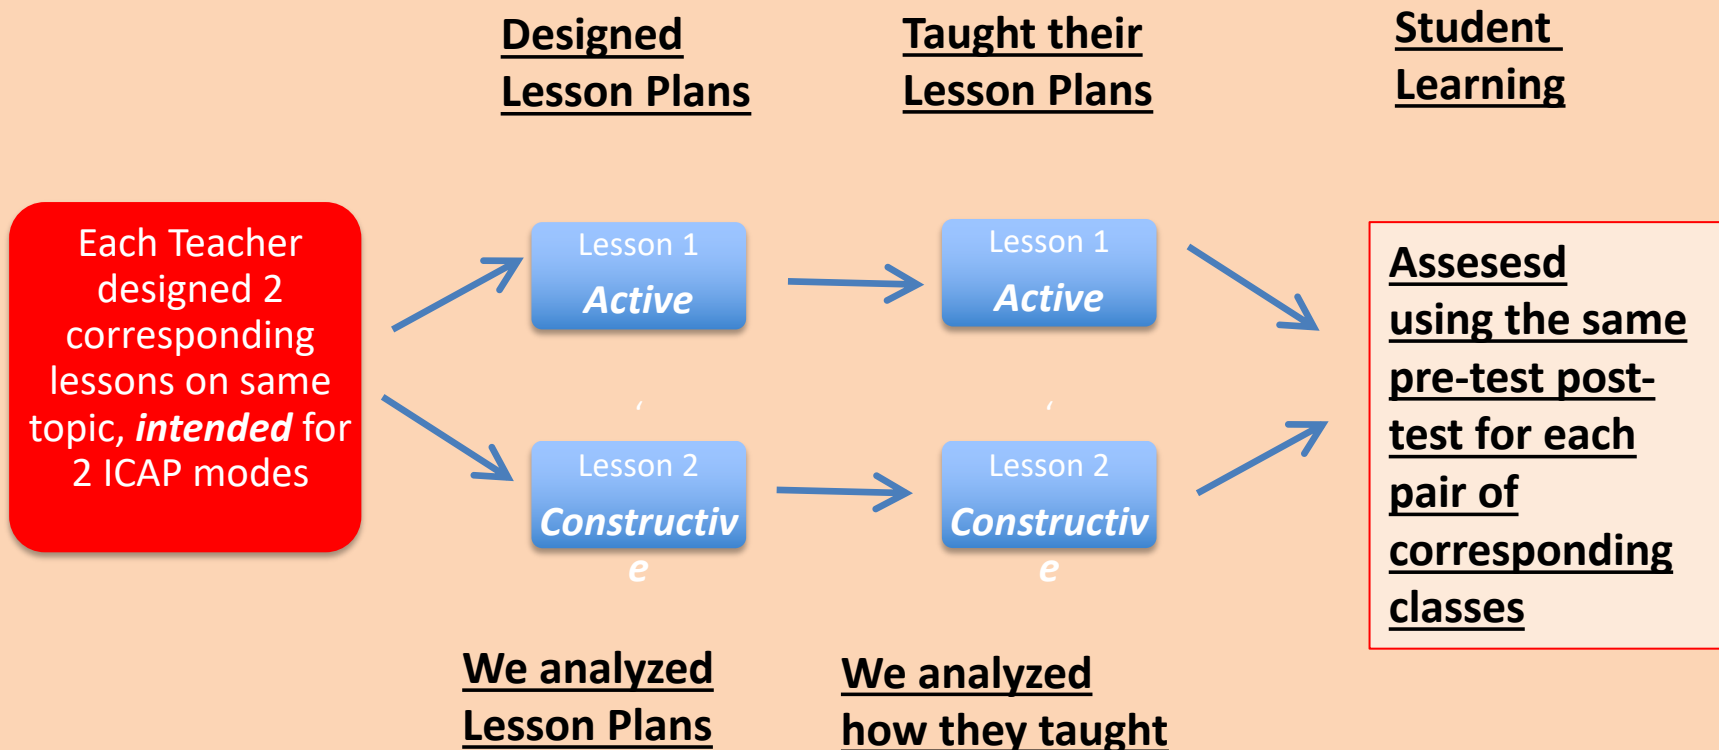 Designed
Lesson Plans
Taught their
Lesson Plans
Student
Learning
Each Teacher
designed 2
corresponding
lessons on same
topic, intended for
2 ICAP modes
Lesson 1
Active
Lesson 1
Active
‘
Lesson 2
Constructiv
e
‘
Lesson 2
Constructiv
e
Assesesd
using the same
pre-test post-
test for each
pair of
corresponding
classes
We analyzed
Lesson Plans
We analyzed
how they taught